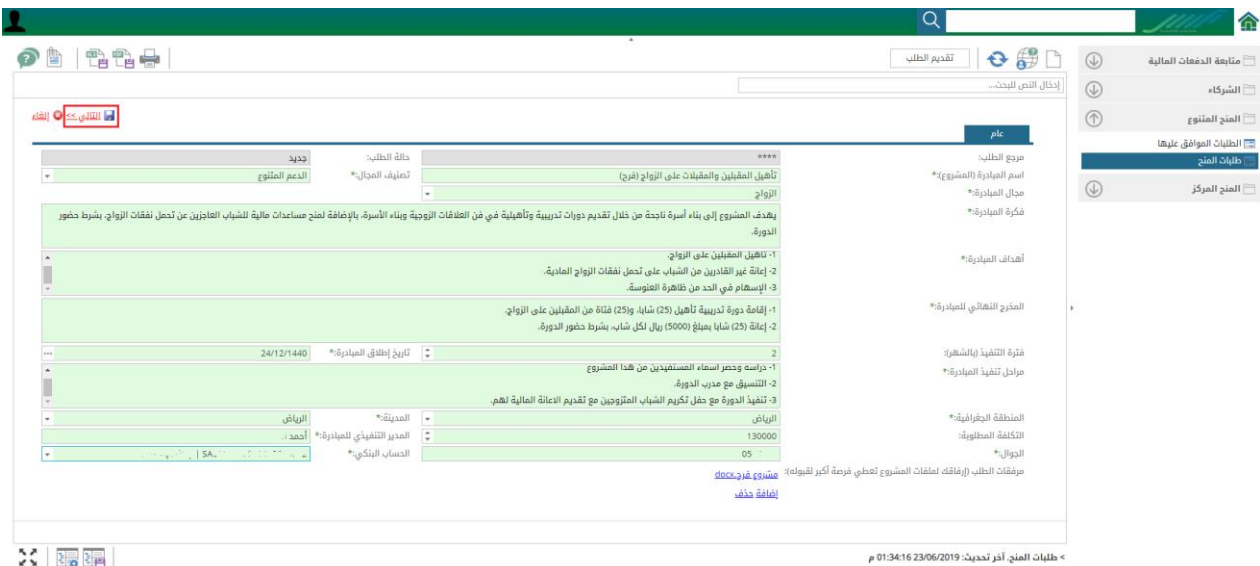 متابعة الدفعات المالية
الشركاء
المنح المتنوع
الطلبات الموافق عليها
طلبات المنح
المنح المركز
تقديم الطلب
إدخال النص للبحث...
التالي >>
إلغاء
عام
مرجع الطلب: ****
حالة الطلب: جديد
اسم المبادرة (المشروع):* تأهيل المقبلين والمقبلات على الزواج (فرح)
تصنيف المجال:* الدعم المتنوع
مجال المبادرة:* الزواج
فكرة المبادرة:* يهدف المشروع إلى بناء أسرة ناجحة من خلال تقديم دورات تدريبية وتأهيلية في فن العلاقات الزوجية وبناء الأسرة، بالإضافة لمنح مساعدات مالية للشباب العاجزين عن تحمل نفقات الزواج، بشرط حضور
الدورة.
أهداف المبادرة:* 1- تأهيل المقبلين على الزواج.
2- إعانة غير القادرين من الشباب على تحمل نفقات الزواج المادية.
3- الإسهام في الحد من ظاهرة العنوسة.
المخرج النهائي للمبادرة:* 1- إقامة دورة تدريبية تأهيل (25) شابا، و(25) فتاة من المقبلين على الزواج.
2- إعانة (25) شابا بمبلغ (5000) ريال لكل شاب، بشرط حضور الدورة.
فترة التنفيذ (بالشهر): 2
تاريخ إطلاق المبادرة:* 24/12/1440
مراحل تنفيذ المبادرة:* 1- دراسه وحصر اسماء المستفيدين من هذا المشروع
2- التنسيق مع مدرب الدورة.
3- تنفيذ الدورة مع حفل تكريم الشباب المتزوجين مع تقديم الاعانة المالية لهم.
المنطقة الجغرافية:* الرياض
المدينة:* الرياض
التكلفة المطلوبة: 130000
المدير التنفيذي للمبادرة:* أحمد
الجوال:* 05
الحساب البنكي:* SA
مرفقات الطلب (إرفاقك لملفات المشروع تعطي فرصة أكبر لقبوله): مشروع فرح.docx
إضافة حذف
> طلبات المنح. آخر تحديث: 23/06/2019 01:34:16 م